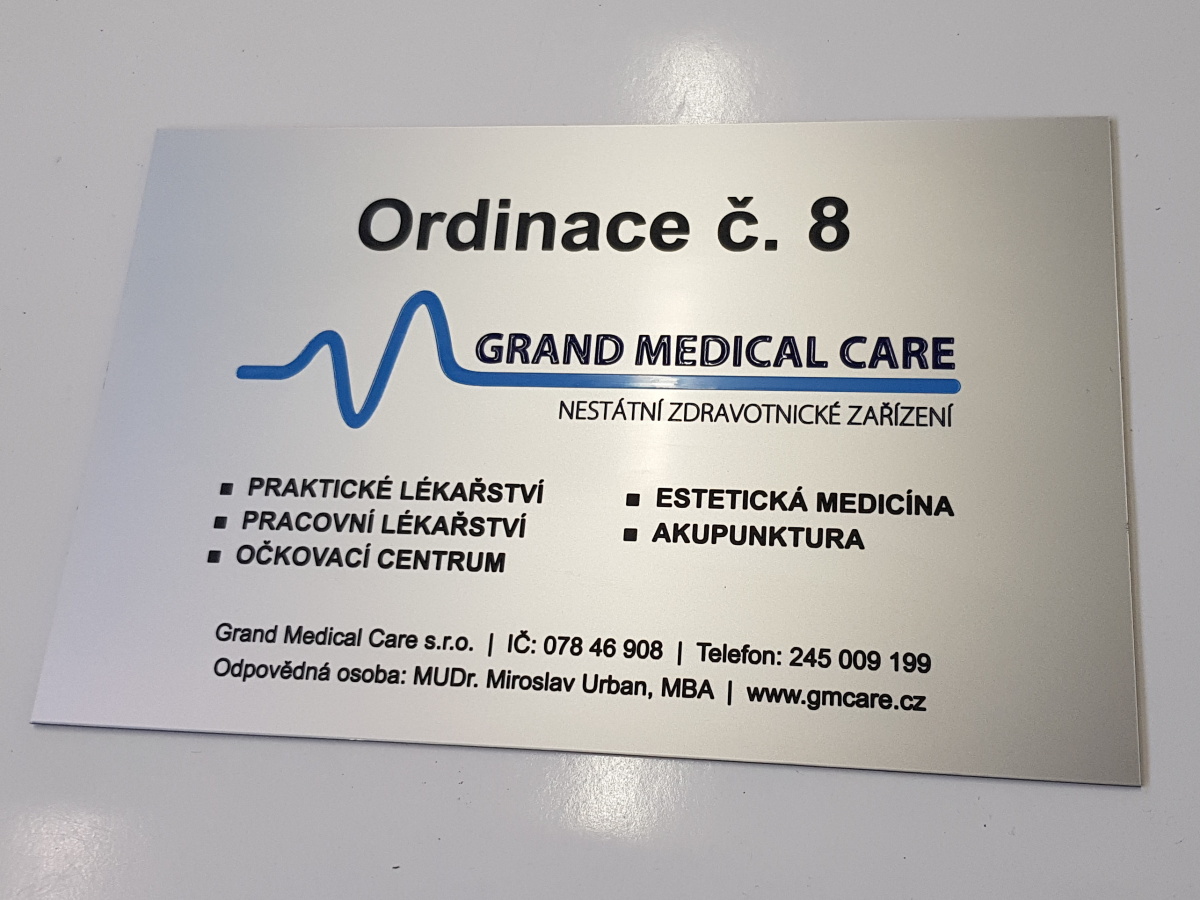 Ordinace č. 8
GRAND MEDICAL CARE
NESTÁTNÍ ZDRAVOTNICKÉ ZAŘÍZENÍ
▪ PRAKTICKÉ LÉKAŘSTVÍ
▪ PRACOVNÍ LÉKAŘSTVÍ
▪ OČKOVACÍ CENTRUM
▪ ESTETICKÁ MEDICÍNA
▪ AKUPUNKTURA
Grand Medical Care s.r.o. | IČ: 078 46 908 | Telefon: 245 009 199
Odpovědná osoba: MUDr. Miroslav Urban, MBA | www.gmcare.cz